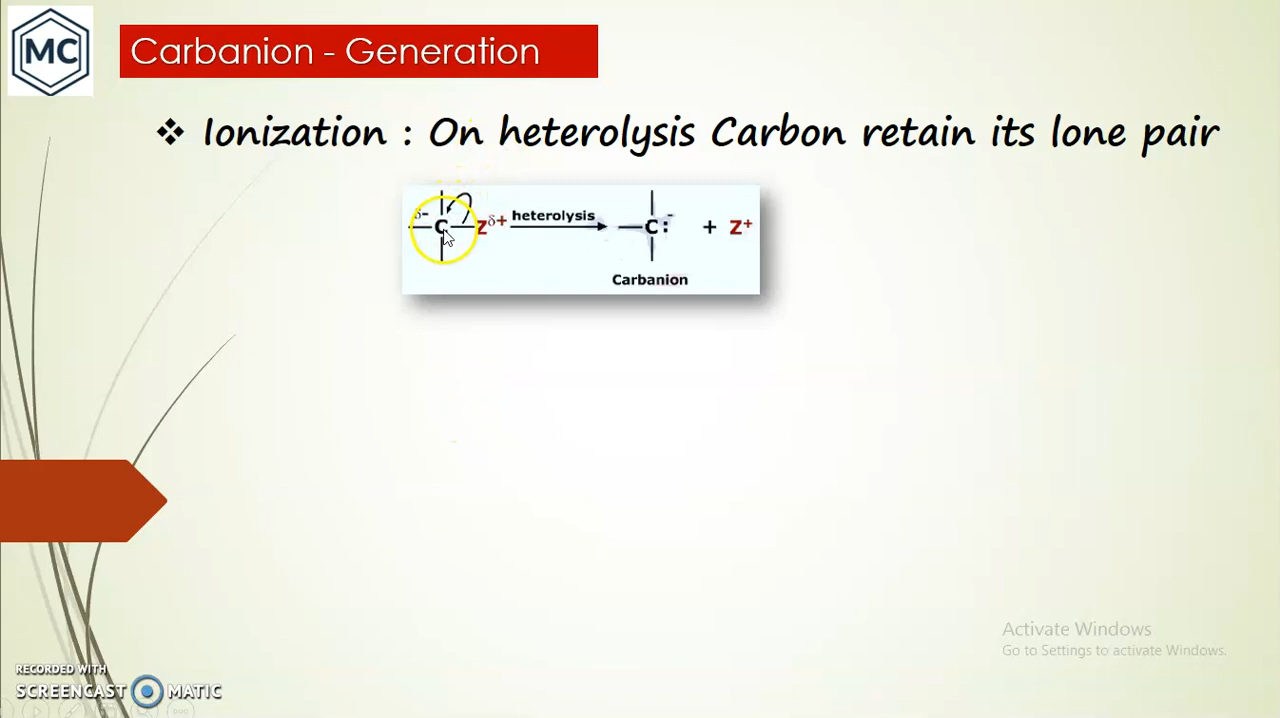 MC
Carbanion - Generation
❖ Ionization : On heterolysis Carbon retain its lone pair
δ-
C Z δ+ heterolysis C: - + Z+
Carbanion
Activate Windows
Go to Settings to activate Windows.
RECORDED WITH
SCREENCAST MATIC